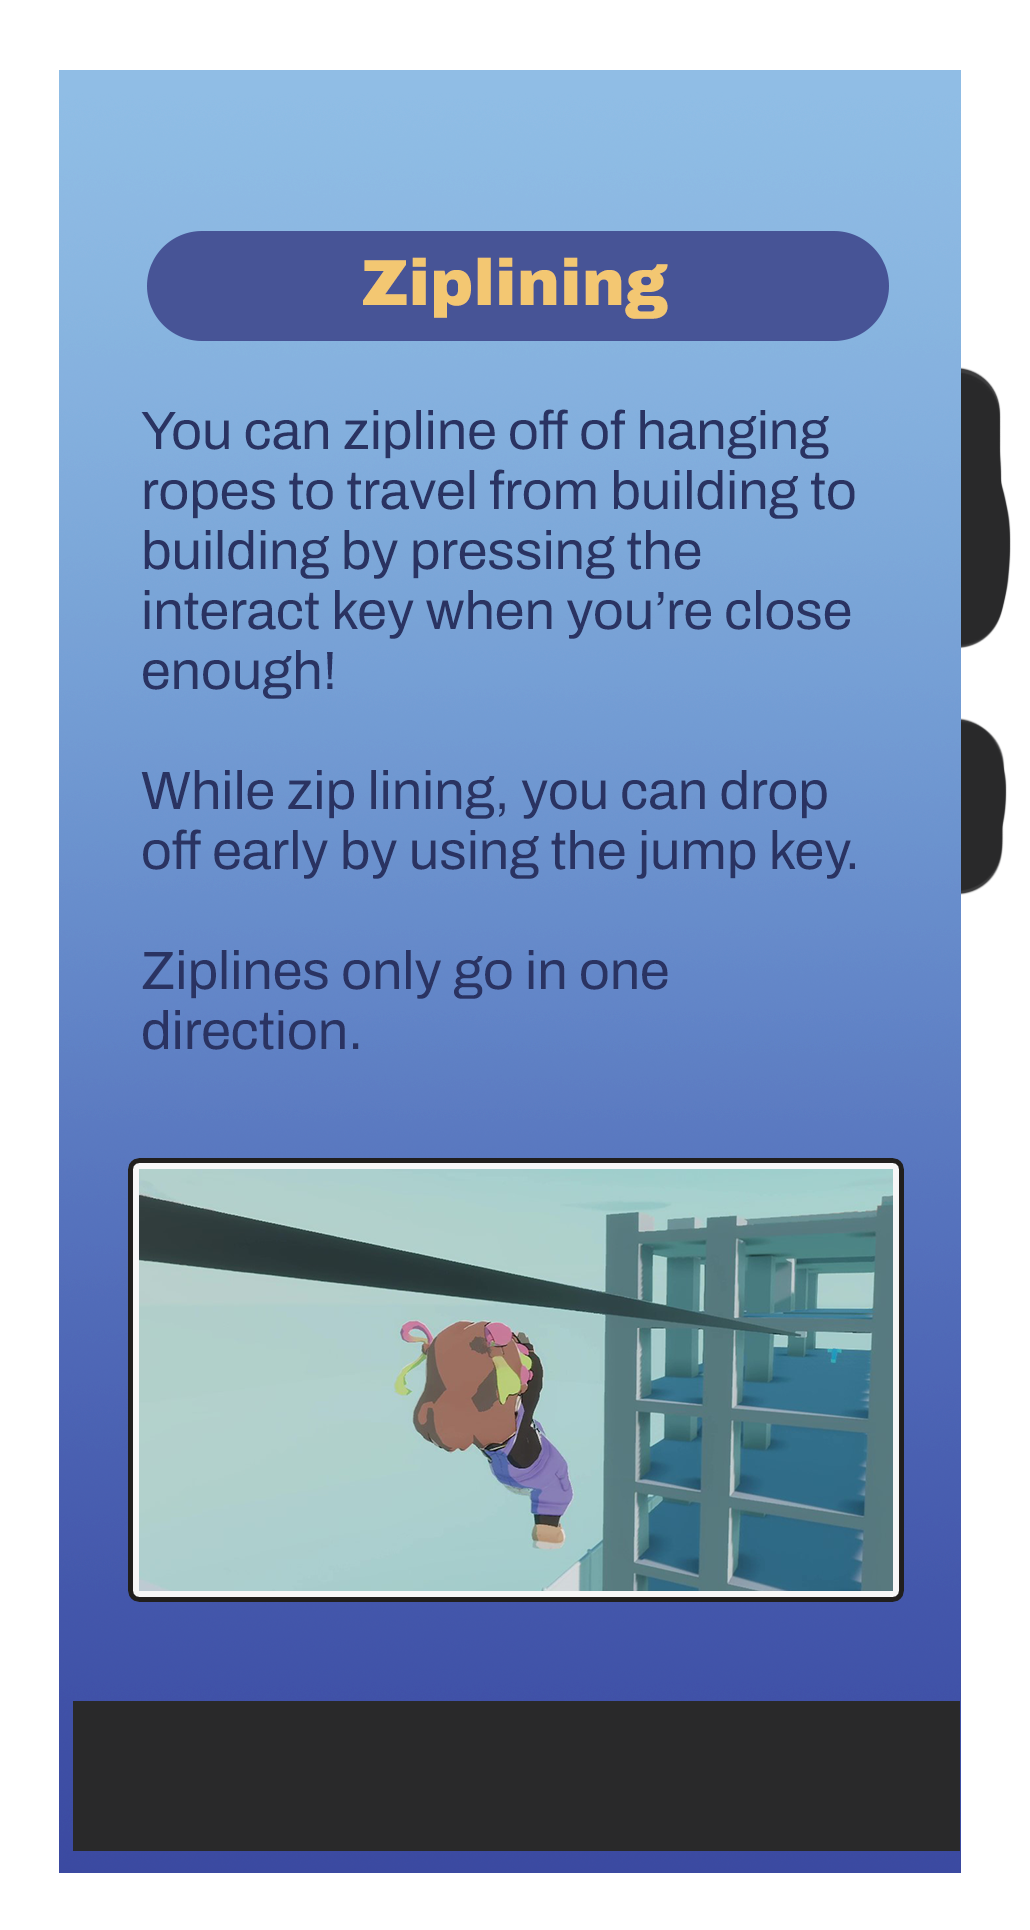 Ziplining
You can zipline off of hanging
ropes to travel from building to
building by pressing the
interact key when you’re close
enough!
While zip lining, you can drop
off early by using the jump key.
Ziplines only go in one
direction.